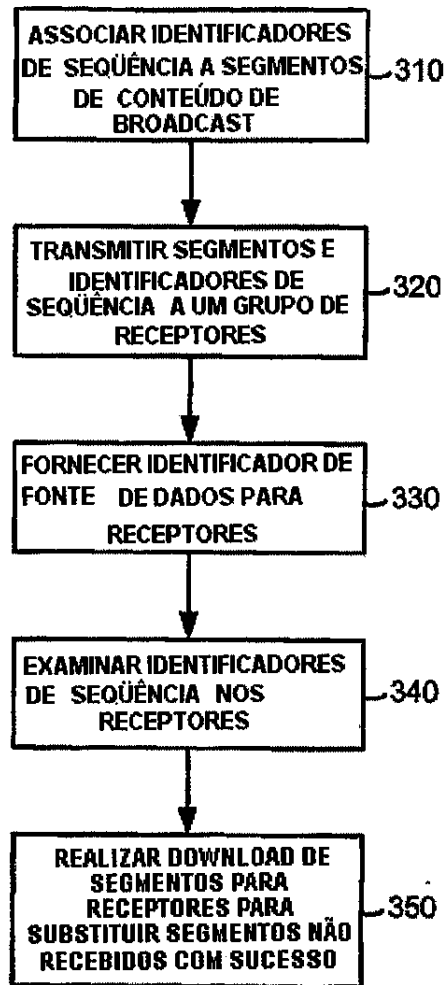 ASSOCIAR IDENTIFICADORES
DE SEQÜÊNCIA A SEGMENTOS
DE CONTEÚDO DE
BROADCAST
310
TRANSMITIR SEGMENTOS E
IDENTIFICADORES DE
SEQÜÊNCIA A UM GRUPO DE
RECEPTORES
320
FORNECER IDENTIFICADOR DE
FONTE DE DADOS PARA
RECEPTORES
330
EXAMINAR IDENTIFICADORES
DE SEQÜÊNCIA NOS
RECEPTORES
340
REALIZAR DOWNLOAD DE
SEGMENTOS PARA
RECEPTORES PARA
SUBSTITUIR SEGMENTOS NÃO
RECEBIDOS COM SUCESSO
350